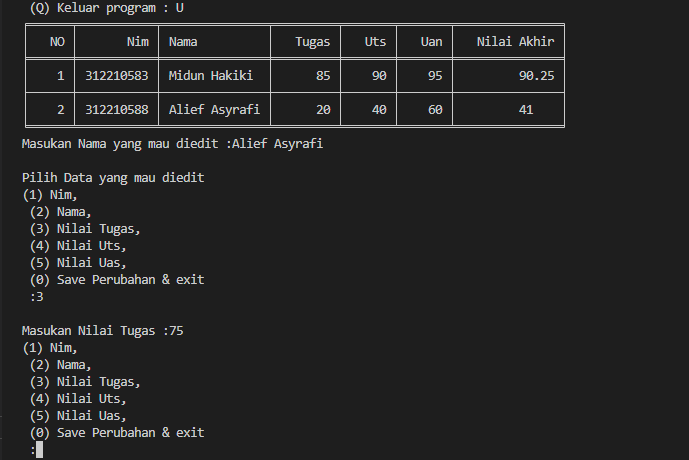 (Q) Keluar program : U
NO Nim Nama Tugas Uts Uan Nilai Akhir
1 312210583 Midun Hakiki 85 90 95 90.25
2 312210588 Alief Asyrafi 20 40 60 41
Masukan Nama yang mau diedit :Alief Asyrafi
Pilih Data yang mau diedit
(1) Nim,
(2) Nama,
(3) Nilai Tugas,
(4) Nilai Uts,
(5) Nilai Uas,
(0) Save Perubahan & exit
:3
Masukan Nilai Tugas :75
(1) Nim,
(2) Nama,
(3) Nilai Tugas,
(4) Nilai Uts,
(5) Nilai Uas,
(0) Save Perubahan & exit
: